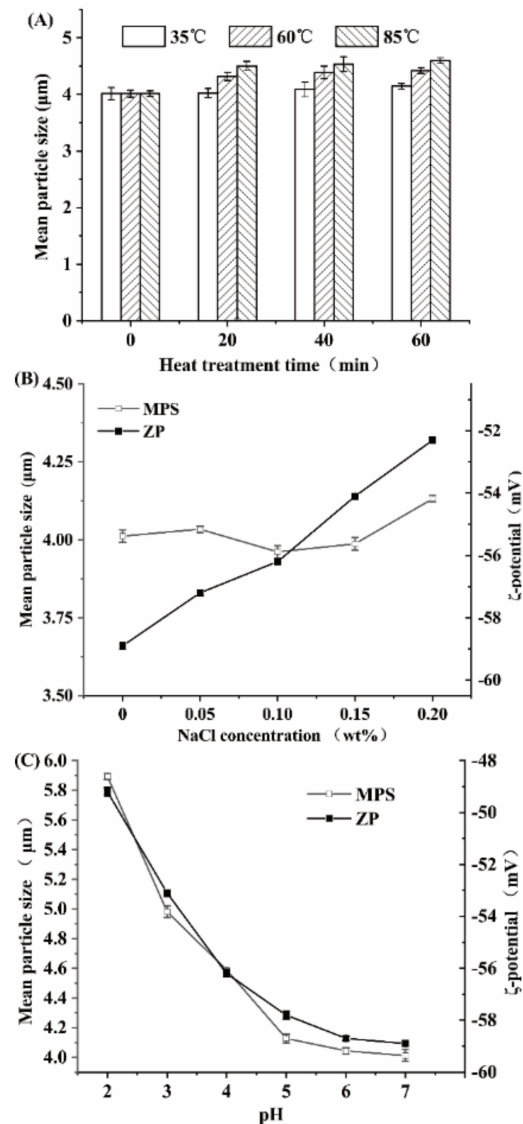 (A)
35℃ 60℃ 85℃
Mean particle size (μm)
5
4
3
2
1
0
0 20 40 60
Heat treatment time（min）
(B)
MPS
ZP
Mean particle size (μm)
4.50
4.25
4.00
3.75
3.50
ζ-potential（mV）
-52
-54
-56
-58
-60
0 0.05 0.10 0.15 0.20
NaCl concentration（wt%）
(C)
MPS
ZP
Mean particle size（ μm）
6.0
5.8
5.6
5.4
5.2
5.0
4.8
4.6
4.4
4.2
4.0
ζ-potential（mV）
-48
-49
-52
-54
-56
-58
-60
2 3 4 5 6 7
pH